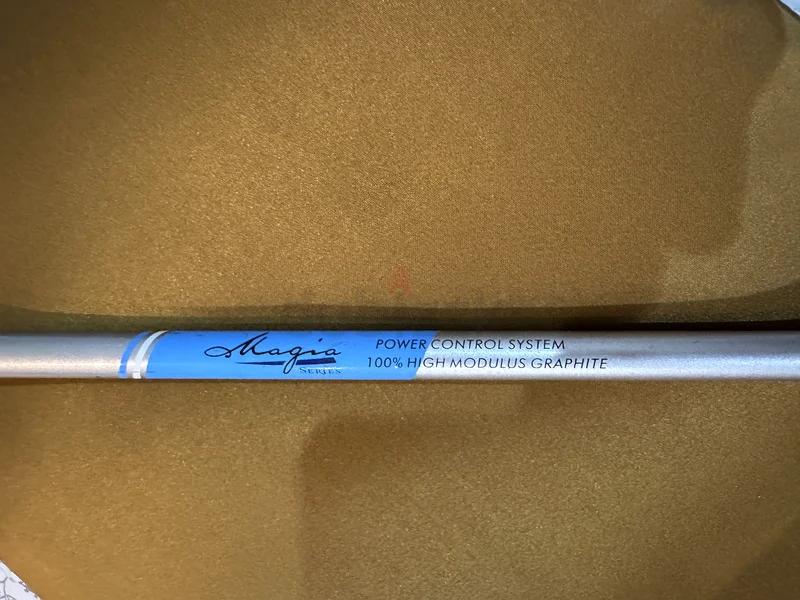 Magia
SERIES
POWER CONTROL SYSTEM
100% HIGH MODULUS GRAPHITE